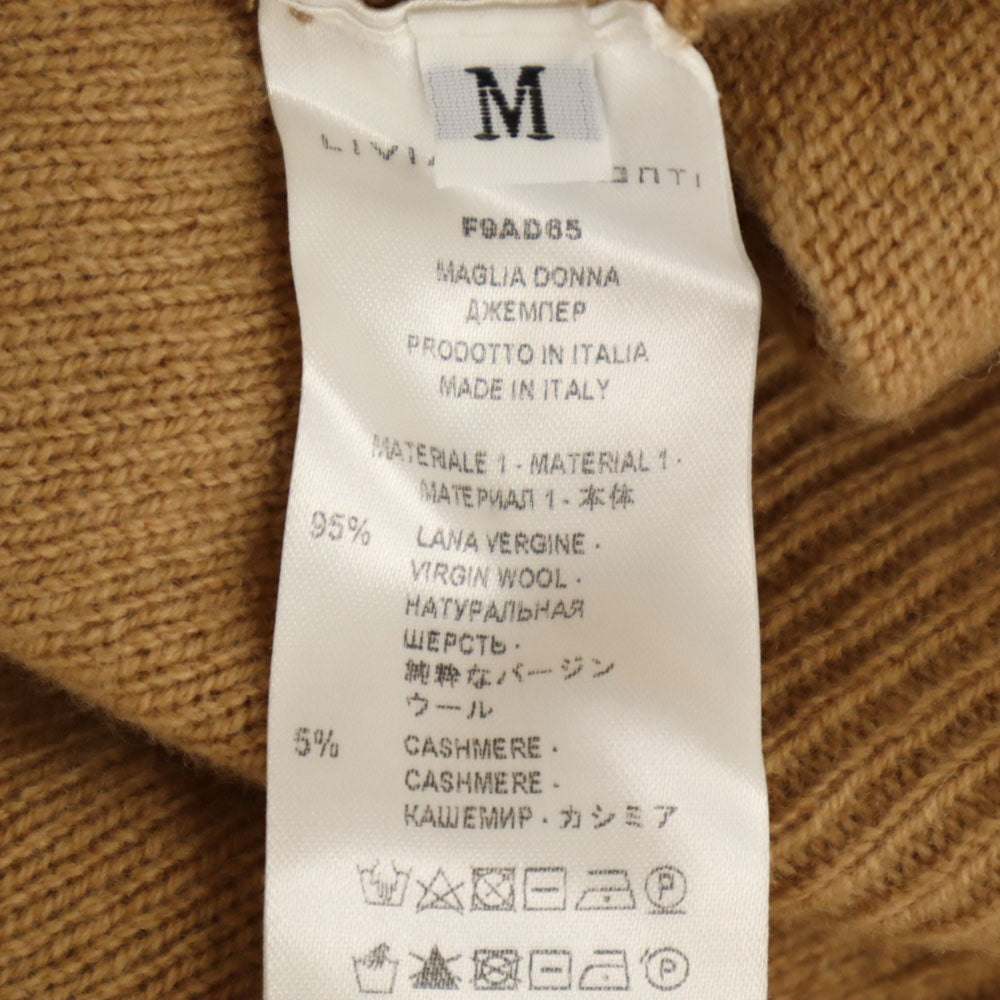 M
F9AD65
MAGLIA DONNA
ДЖЕМПЕР
PRODOTTO IN ITALIA
MADE IN ITALY
MATERIALE 1 · MATERIAL 1 ·
МАТЕРИАЛ 1 · 本体
95% LANA VERGINE ·
VIRGIN WOOL ·
НАТУРАЛЬНАЯ
ШЕРСТЬ ·
純粋なバージン
ウール
5% CASHMERE ·
CASHMERE ·
КАШЕМИР · カシミア
P
P